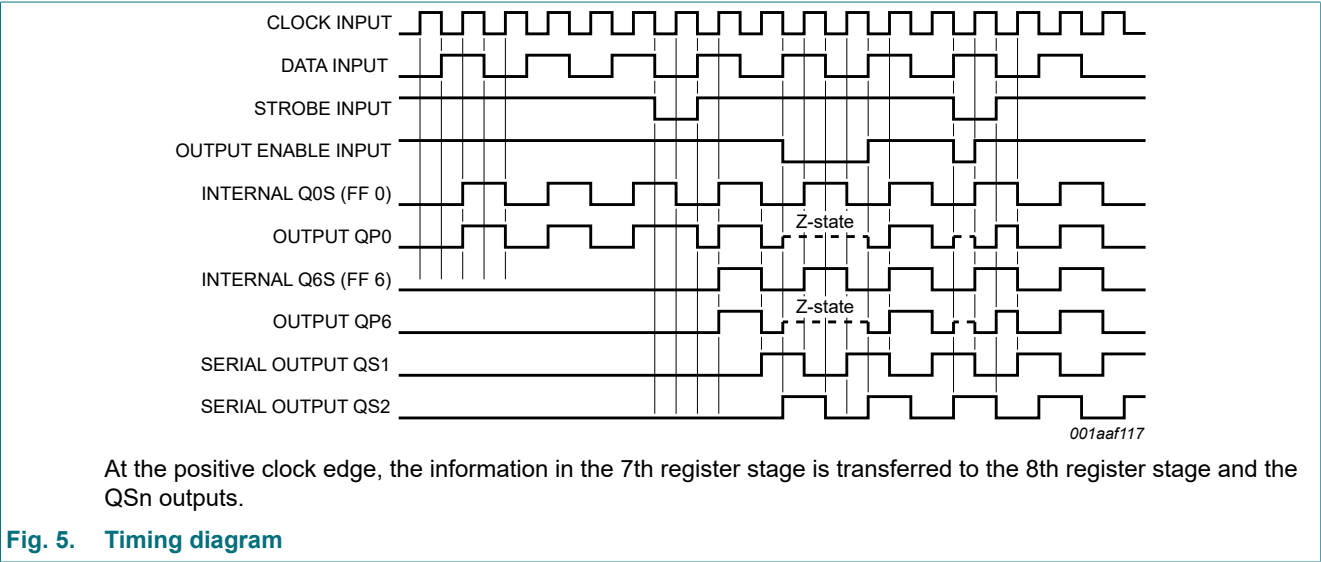 CLOCK INPUT
DATA INPUT
STROBE INPUT
OUTPUT ENABLE INPUT
INTERNAL Q0S (FF 0)
Z-state
OUTPUT QP0
INTERNAL Q6S (FF 6)
Z-state
OUTPUT QP6
SERIAL OUTPUT QS1
SERIAL OUTPUT QS2
001aaf117
At the positive clock edge, the information in the 7th register stage is transferred to the 8th register stage and the
QSn outputs.
Fig. 5. Timing diagram